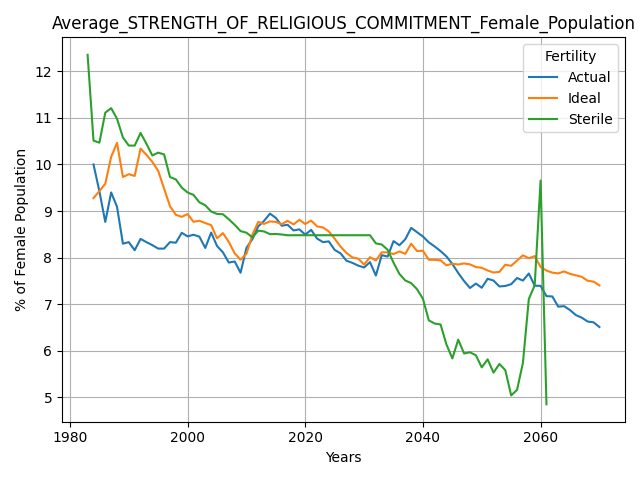 Average_STRENGTH_OF_RELIGIOUS_COMMITMENT_Female_Population
Fertility
Actual
Ideal
Sterile
% of Female Population
12
11
10
9
8
7
6
5
1980
2000
2020
2040
2060
Years